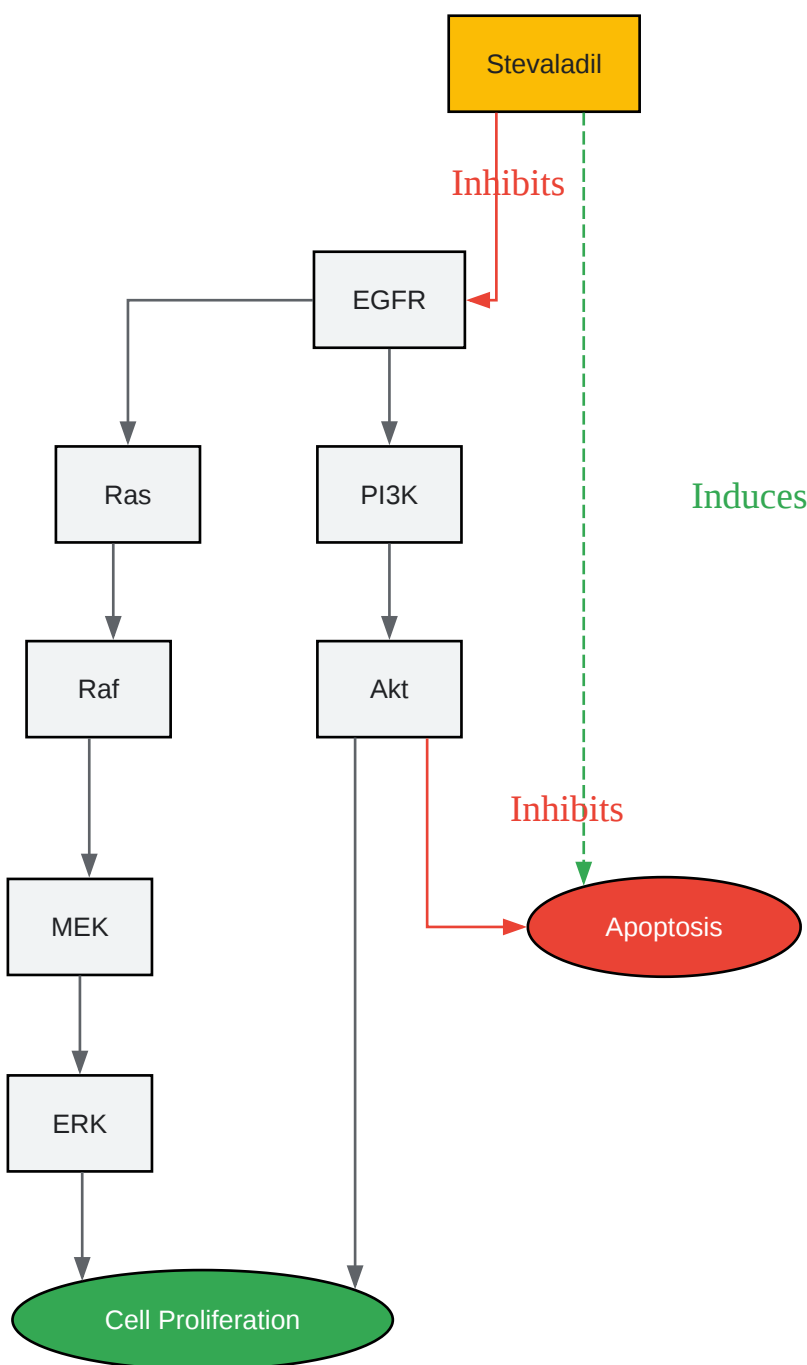 Stevaladil
Inhibits
EGFR
Ras
PI3K
Induces
Raf
Akt
Inhibits
MEK
Apoptosis
ERK
Cell Proliferation